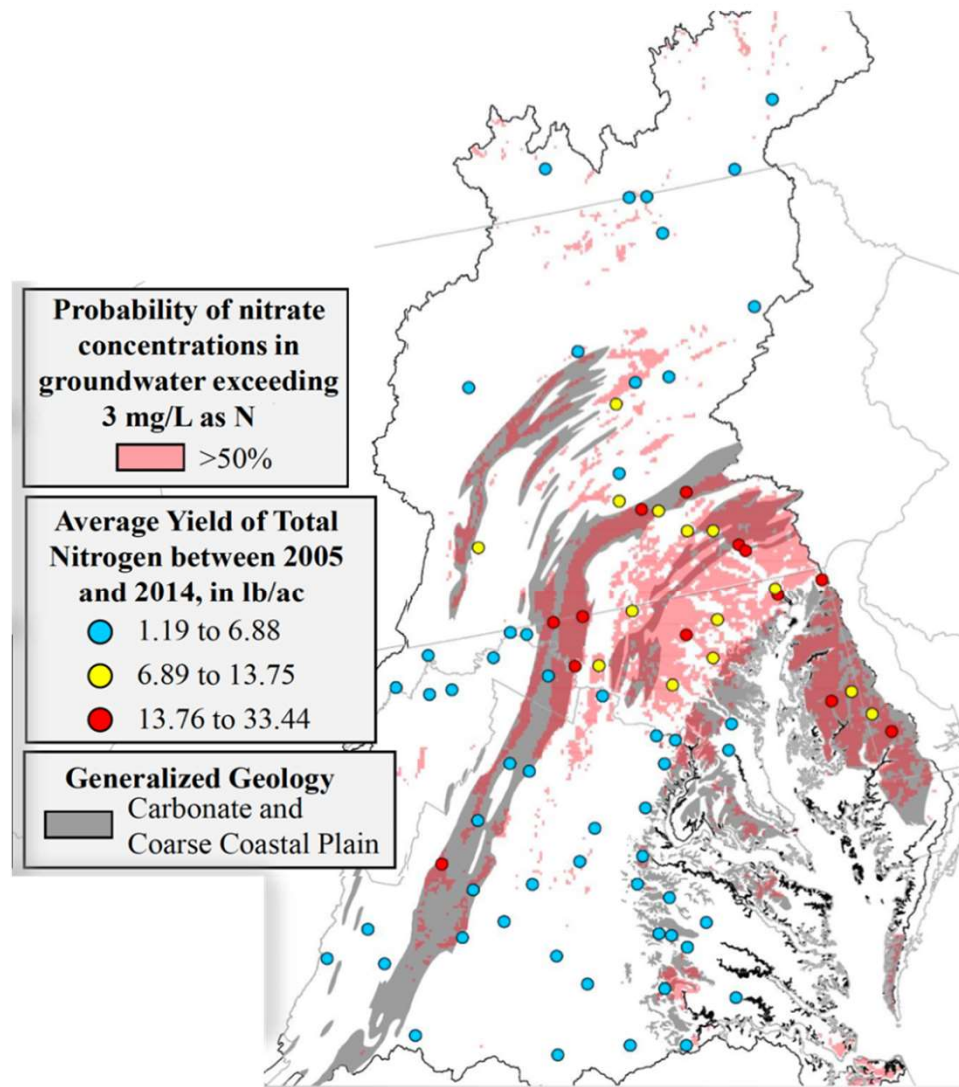 Probability of nitrate
concentrations in
groundwater exceeding
3 mg/L as N
>50%
Average Yield of Total
Nitrogen between 2005
and 2014, in lb/ac
1.19 to 6.88
6.89 to 13.75
13.76 to 33.44
Generalized Geology
Carbonate and
Coarse Coastal Plain